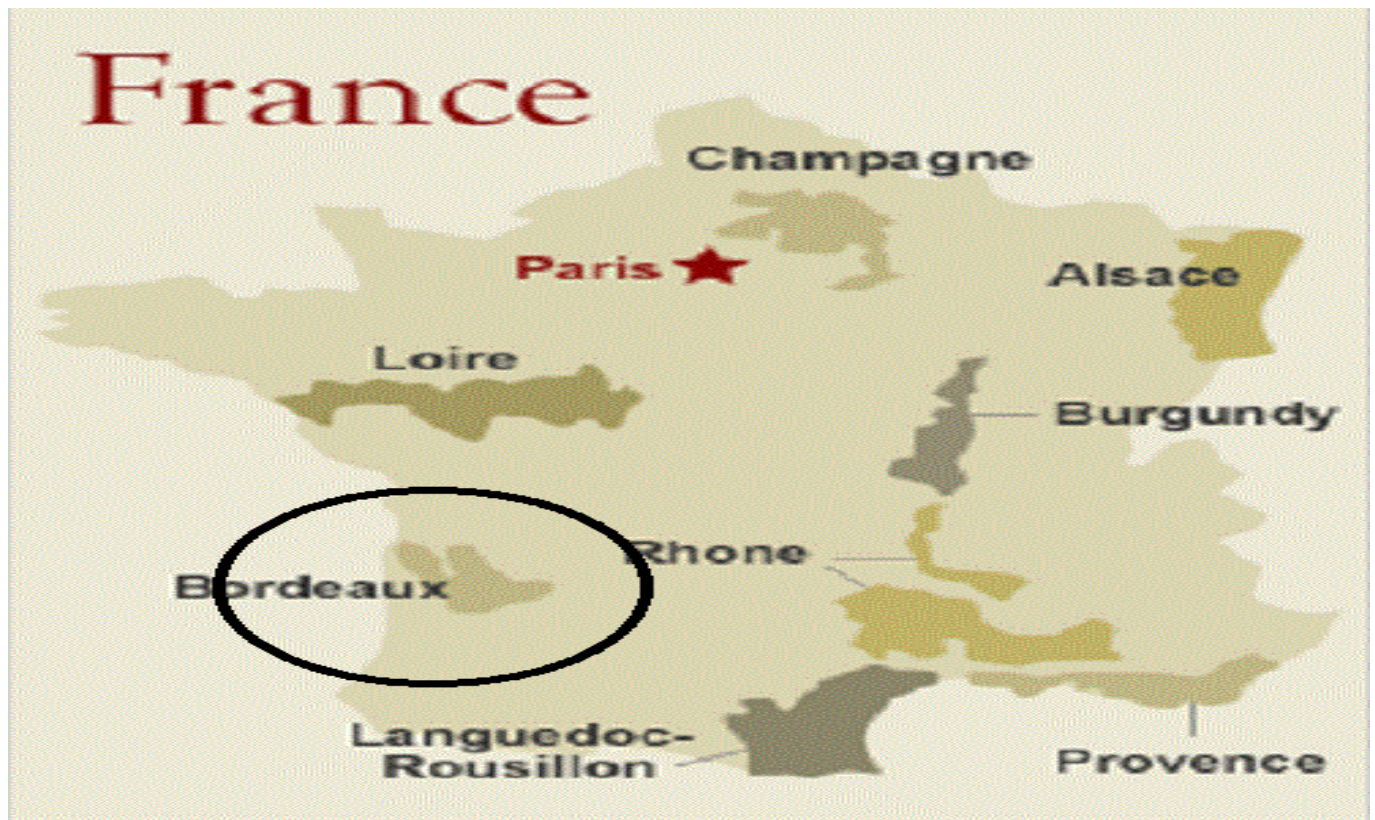 France
Champagne
Paris
Alsace
Loire
Burgundy
Rhone
Bordeaux
Languedoc-
Rousillon
Provence